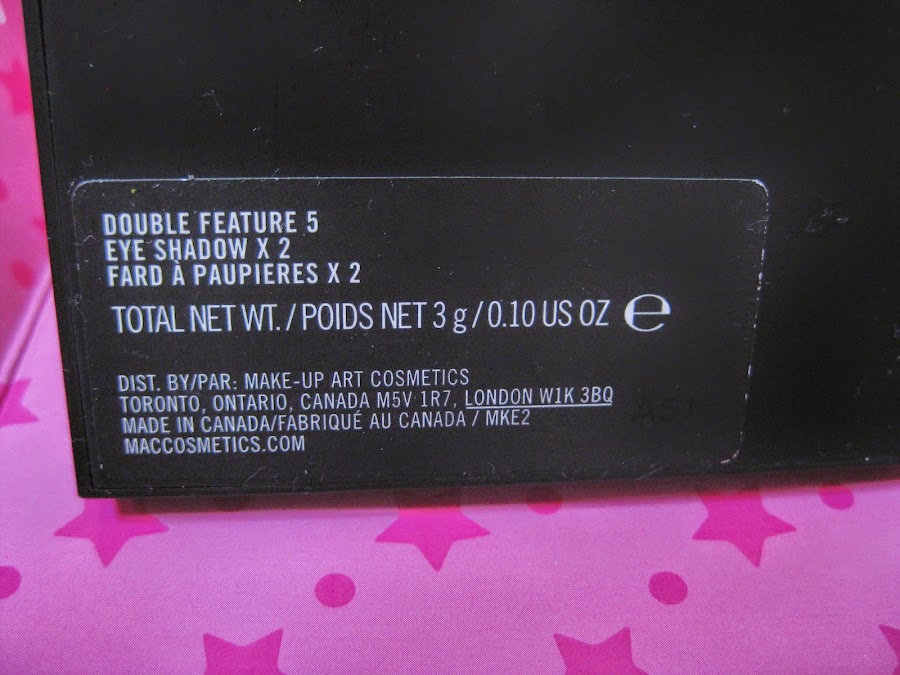 DOUBLE FEATURE 5
EYE SHADOW X 2
FARD À PAUPIERES X 2
TOTAL NET WT. / POIDS NET 3 g / 0.10 US OZ ℮
DIST. BY/PAR: MAKE-UP ART COSMETICS
TORONTO, ONTARIO, CANADA M5V 1R7, LONDON W1K 3BQ
MADE IN CANADA/FABRIQUÉ AU CANADA / MKE2
MACCOSMETICS.COM